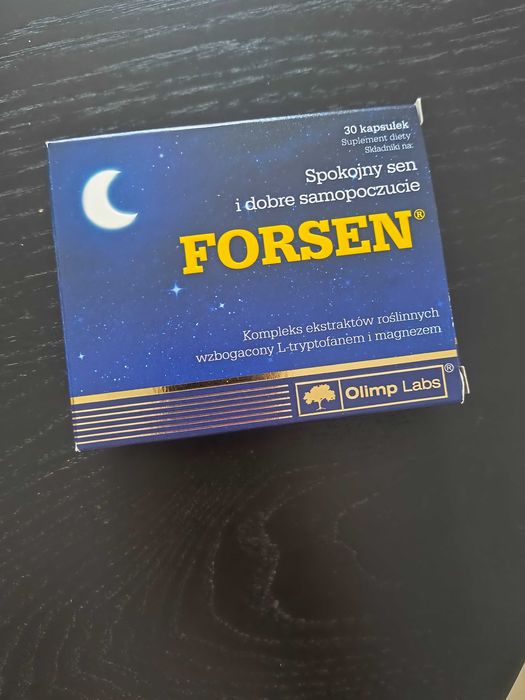 30 kapsułek
Suplement diety
Składniki na:
Spokojny sen
i dobre samopoczucie
FORSEN®
Kompleks ekstraktów roślinnych
wzbogacony L-tryptofanem i magnezem
Olimp Labs®